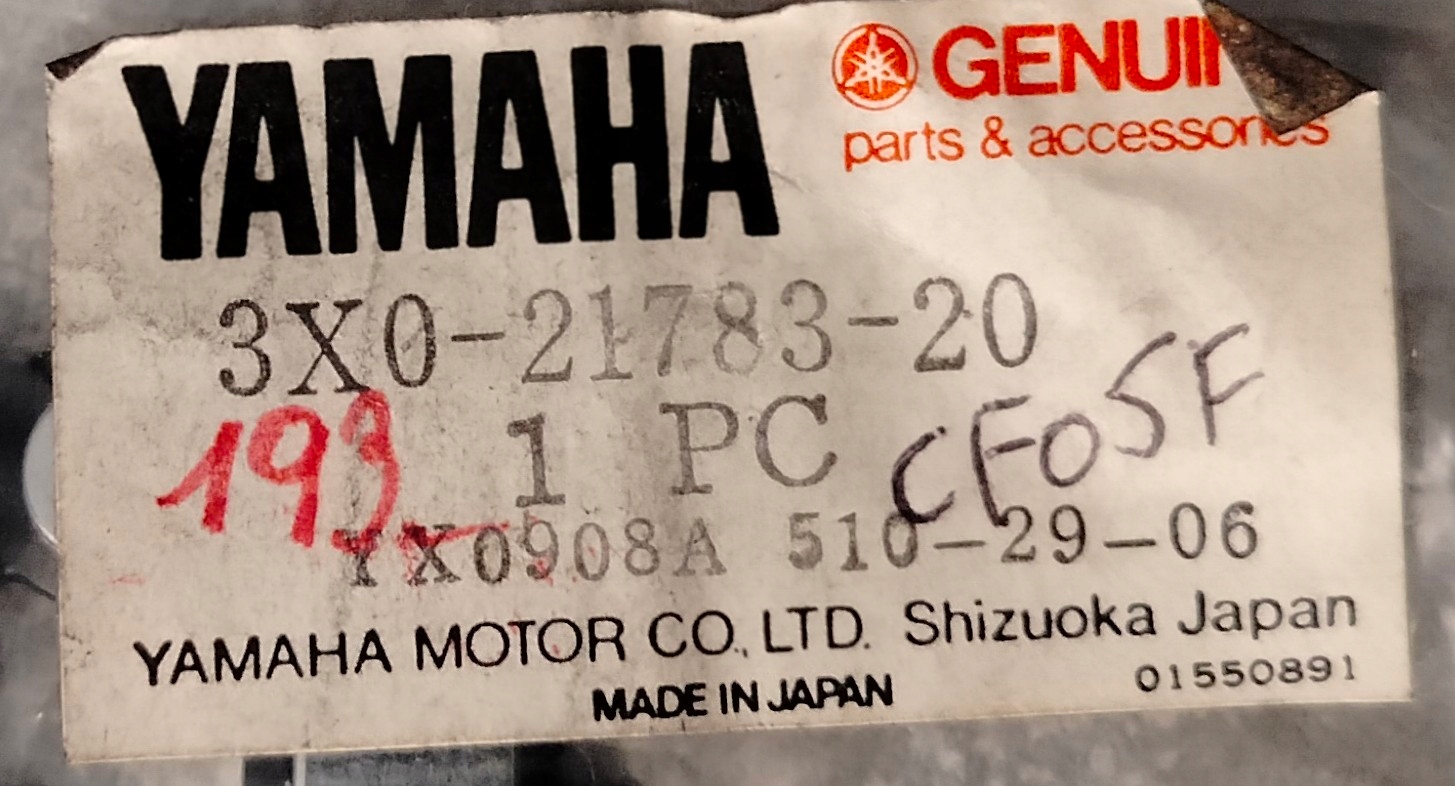 YAMAHA
GENUIN
parts & accessories
3X0-21783-20
193
1 PC
CF05F
YX0908A 510-29-06
YAMAHA MOTOR CO., LTD. Shizuoka Japan
MADE IN JAPAN
01550891